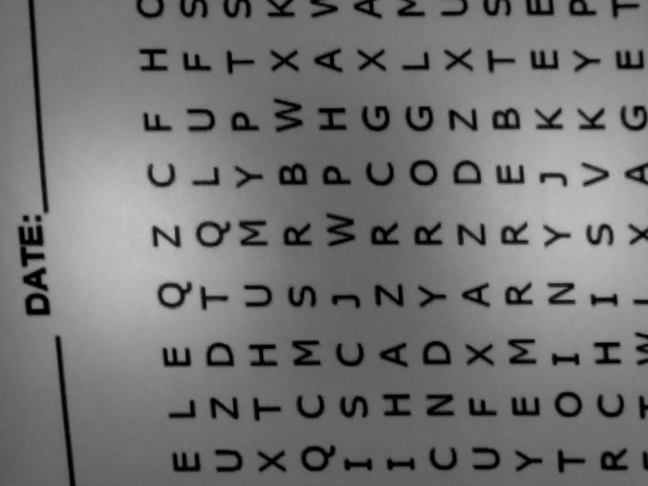 DATE:
E L E Q Z C F H
U Z D T Q L U F S
X T H U M Y P T S
Q C M S R B W X K
I S C J W P H A
I H A Z R C G X A
C N D Y R O G L M
U F X A Z D Z X U
Y E M R R E B T S
T O I N Y J K E E
R C H I S V K Y P
T W X A G E T